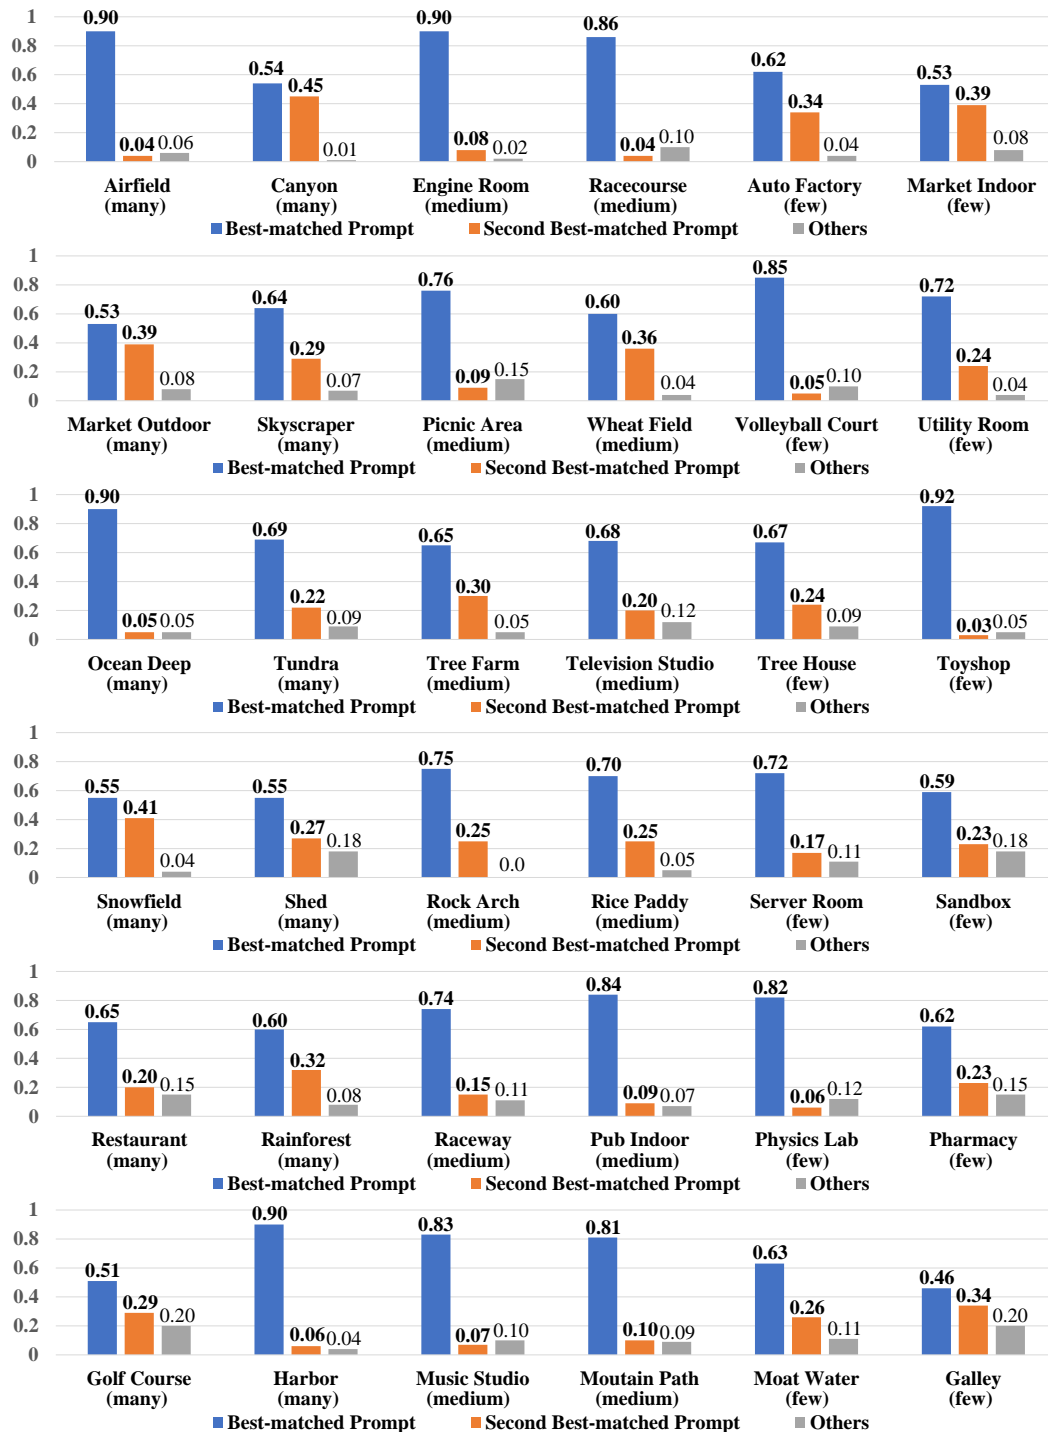 1 0.90 0.90 0.86
0.8 0.62
0.6 0.54 0.45 0.53
0.4 0.34 0.39
0.2 0.04 0.06 0.01 0.08 0.02 0.04 0.10 0.04 0.08
0
Airfield Canyon Engine Room Racecourse Auto Factory Market Indoor
(many) (many) (medium) (medium) (few) (few)
Best-matched Prompt Second Best-matched Prompt Others
1 0.85
0.8 0.64 0.76 0.72
0.6 0.53 0.60
0.4 0.39 0.29 0.36 0.24
0.2 0.08 0.07 0.09 0.15 0.04 0.05 0.10 0.04
0
Market Outdoor Skyscraper Picnic Area Wheat Field Volleyball Court Utility Room
(many) (many) (medium) (medium) (few) (few)
Best-matched Prompt Second Best-matched Prompt Others
1 0.90 0.92
0.8 0.69 0.65 0.68 0.67
0.6
0.4 0.30
0.2 0.05 0.05 0.22 0.09 0.05 0.20 0.12 0.24 0.09 0.03 0.05
0
Ocean Deep Tundra Tree Farm Television Studio Tree House Toyshop
(many) (many) (medium) (medium) (few) (few)
Best-matched Prompt Second Best-matched Prompt Others
1
0.8 0.75 0.70 0.72
0.6 0.55 0.55 0.59
0.4 0.41 0.27
0.2 0.04 0.18 0.25 0.0 0.25 0.05 0.17 0.11 0.23 0.18
0
Snowfield Shed Rock Arch Rice Paddy Server Room Sandbox
(many) (many) (medium) (medium) (few) (few)
Best-matched Prompt Second Best-matched Prompt Others
1 0.84 0.82
0.8 0.65 0.74
0.6 0.60 0.62
0.4 0.32
0.2 0.20 0.15 0.08 0.15 0.11 0.09 0.07 0.06 0.12 0.23 0.15
0
Restaurant Rainforest Raceway Pub Indoor Physics Lab Pharmacy
(many) (many) (medium) (medium) (few) (few)
Best-matched Prompt Second Best-matched Prompt Others
1 0.90
0.8 0.83 0.81
0.6 0.51 0.63
0.4 0.29 0.46 0.34
0.2 0.20 0.06 0.04 0.07 0.10 0.10 0.09 0.26 0.11 0.20
0
Golf Course Harbor Music Studio Moutain Path Moat Water Galley
(many) (many) (medium) (medium) (few) (few)
Best-matched Prompt Second Best-matched Prompt Others